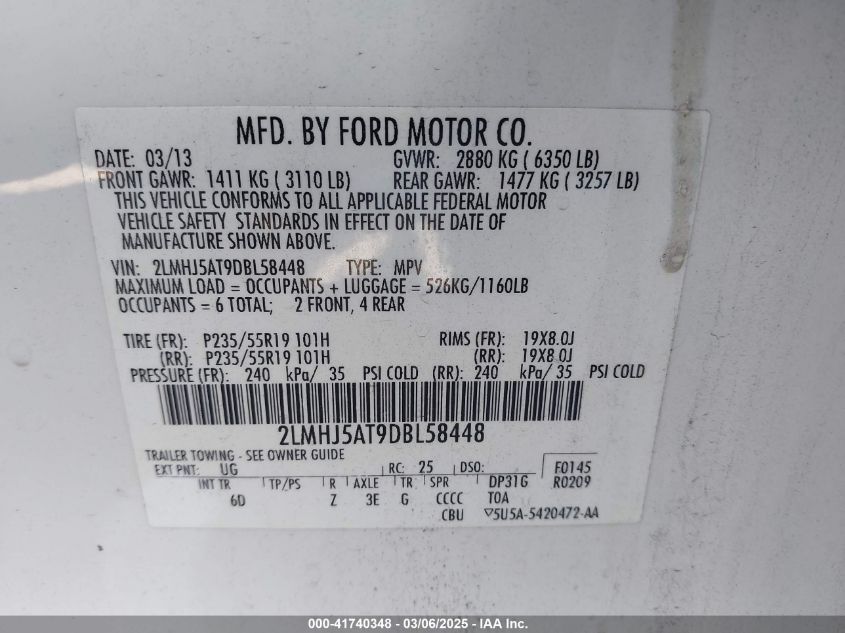 MFD. BY FORD MOTOR CO.
DATE: 03/13 GVWR: 2880 KG ( 6350 LB)
FRONT GAWR: 1411 KG ( 3110 LB) REAR GAWR: 1477 KG ( 3257 LB)
THIS VEHICLE CONFORMS TO ALL APPLICABLE FEDERAL MOTOR
VEHICLE SAFETY STANDARDS IN EFFECT ON THE DATE OF
MANUFACTURE SHOWN ABOVE.
VIN: 2LMHJ5AT9DBL58448 TYPE: MPV
MAXIMUM LOAD = OCCUPANTS + LUGGAGE = 526KG/1160LB
OCCUPANTS = 6 TOTAL; 2 FRONT, 4 REAR
TIRE (FR): P235/55R19 101H RIMS (FR): 19X8.0J
(RR): P235/55R19 101H (RR): 19X8.0J
PRESSURE (FR): 240 kPa/ 35 PSI COLD (RR): 240 kPa/ 35 PSI COLD
2LMHJ5AT9DBL58448
TRAILER TOWING - SEE OWNER GUIDE
EXT PNT: UG RC: 25 DSO: F0145
INT TR TP/PS R AXLE TR SPR DP31G R0209
6D Z 3E G CCCC TOA
CBU ▽5U5A-5420472-AA
000-41740348 - 03/06/2025 - IAA Inc.